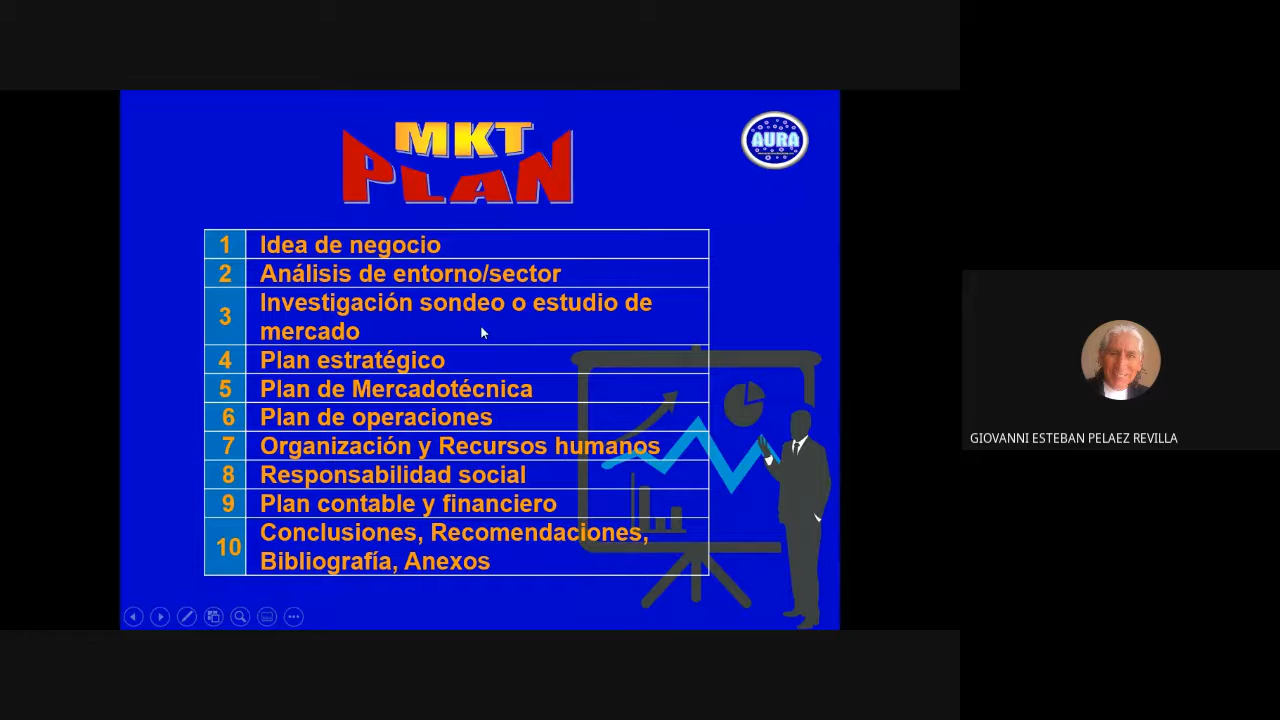 MKT
PLAN
AURA
1 Idea de negocio
2 Análisis de entorno/sector
3 Investigación sondeo o estudio de
mercado
4 Plan estratégico
5 Plan de Mercadotécnica
6 Plan de operaciones
7 Organización y Recursos humanos
8 Responsabilidad social
9 Plan contable y financiero
10 Conclusiones, Recomendaciones,
Bibliografía, Anexos
GIOVANNI ESTEBAN PELAEZ REVILLA